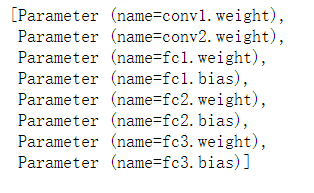 [Parameter (name=conv1.weight),
Parameter (name=conv2.weight),
Parameter (name=fc1.weight),
Parameter (name=fc1.bias),
Parameter (name=fc2.weight),
Parameter (name=fc2.bias),
Parameter (name=fc3.weight),
Parameter (name=fc3.bias)]